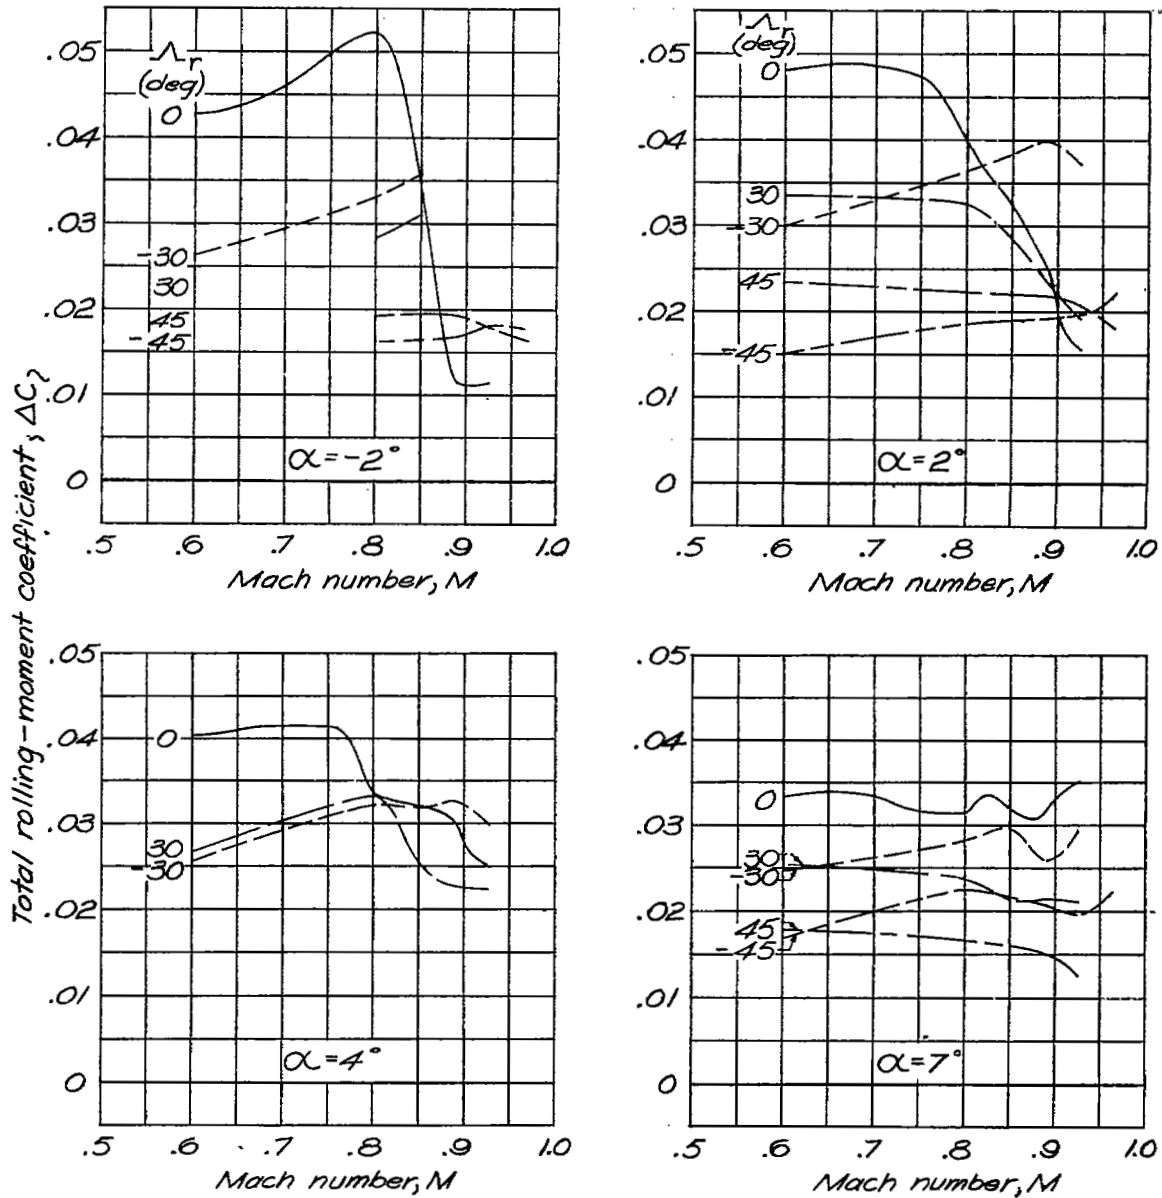 Total rolling-moment coefficient, ΔCl
.05
.04
.03
.02
.01
0
Λr
(deg)
0
-30
30
45
-45
α=-2°
.5 .6 .7 .8 .9 1.0
Mach number, M
.05
.04
.03
.02
.01
0
Λr
(deg)
0
30
-30
45
-45
α=2°
.5 .6 .7 .8 .9 1.0
Mach number, M
.05
.04
.03
.02
.01
0
0
30
-30
α=4°
.5 .6 .7 .8 .9 1.0
Mach number, M
.05
.04
.03
.02
.01
0
0
30
-30
45
-45
α=7°
.5 .6 .7 .8 .9 1.0
Mach number, M